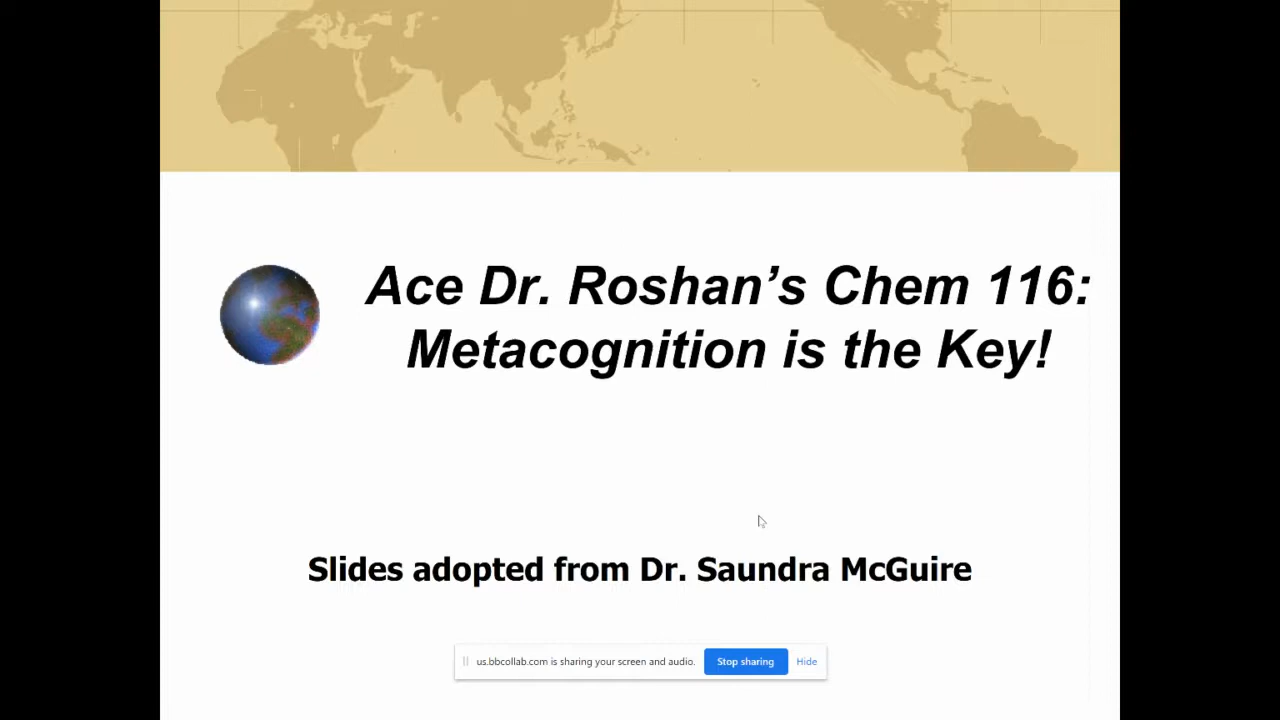 Ace Dr. Roshan’s Chem 116:
Metacognition is the Key!
Slides adopted from Dr. Saundra McGuire
us.bbcollab.com is sharing your screen and audio. Stop sharing Hide